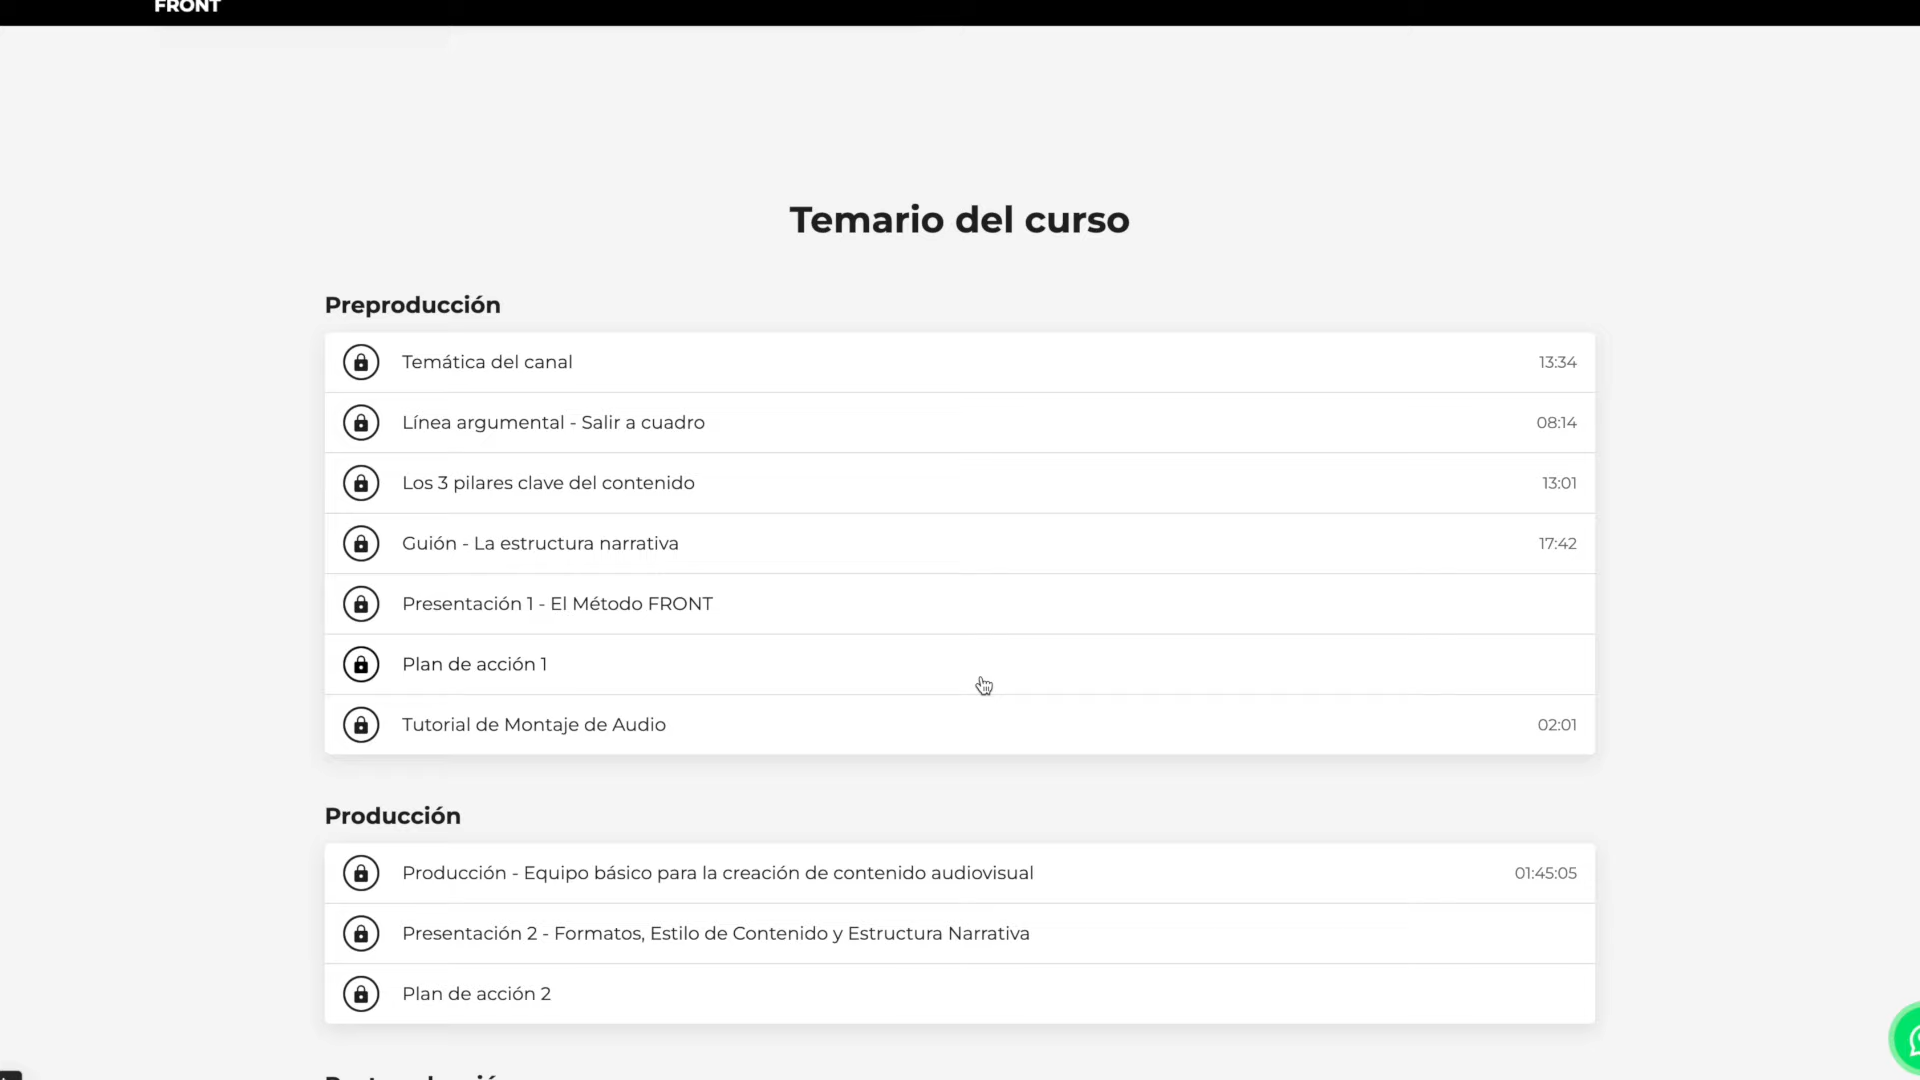 FRONT
Temario del curso
Preproducción
Temática del canal 13:34
Línea argumental - Salir a cuadro 08:14
Los 3 pilares clave del contenido 13:01
Guión - La estructura narrativa 17:42
Presentación 1 - El Método FRONT
Plan de acción 1
Tutorial de Montaje de Audio 02:01
Producción
Producción - Equipo básico para la creación de contenido audiovisual 01:45:05
Presentación 2 - Formatos, Estilo de Contenido y Estructura Narrativa
Plan de acción 2